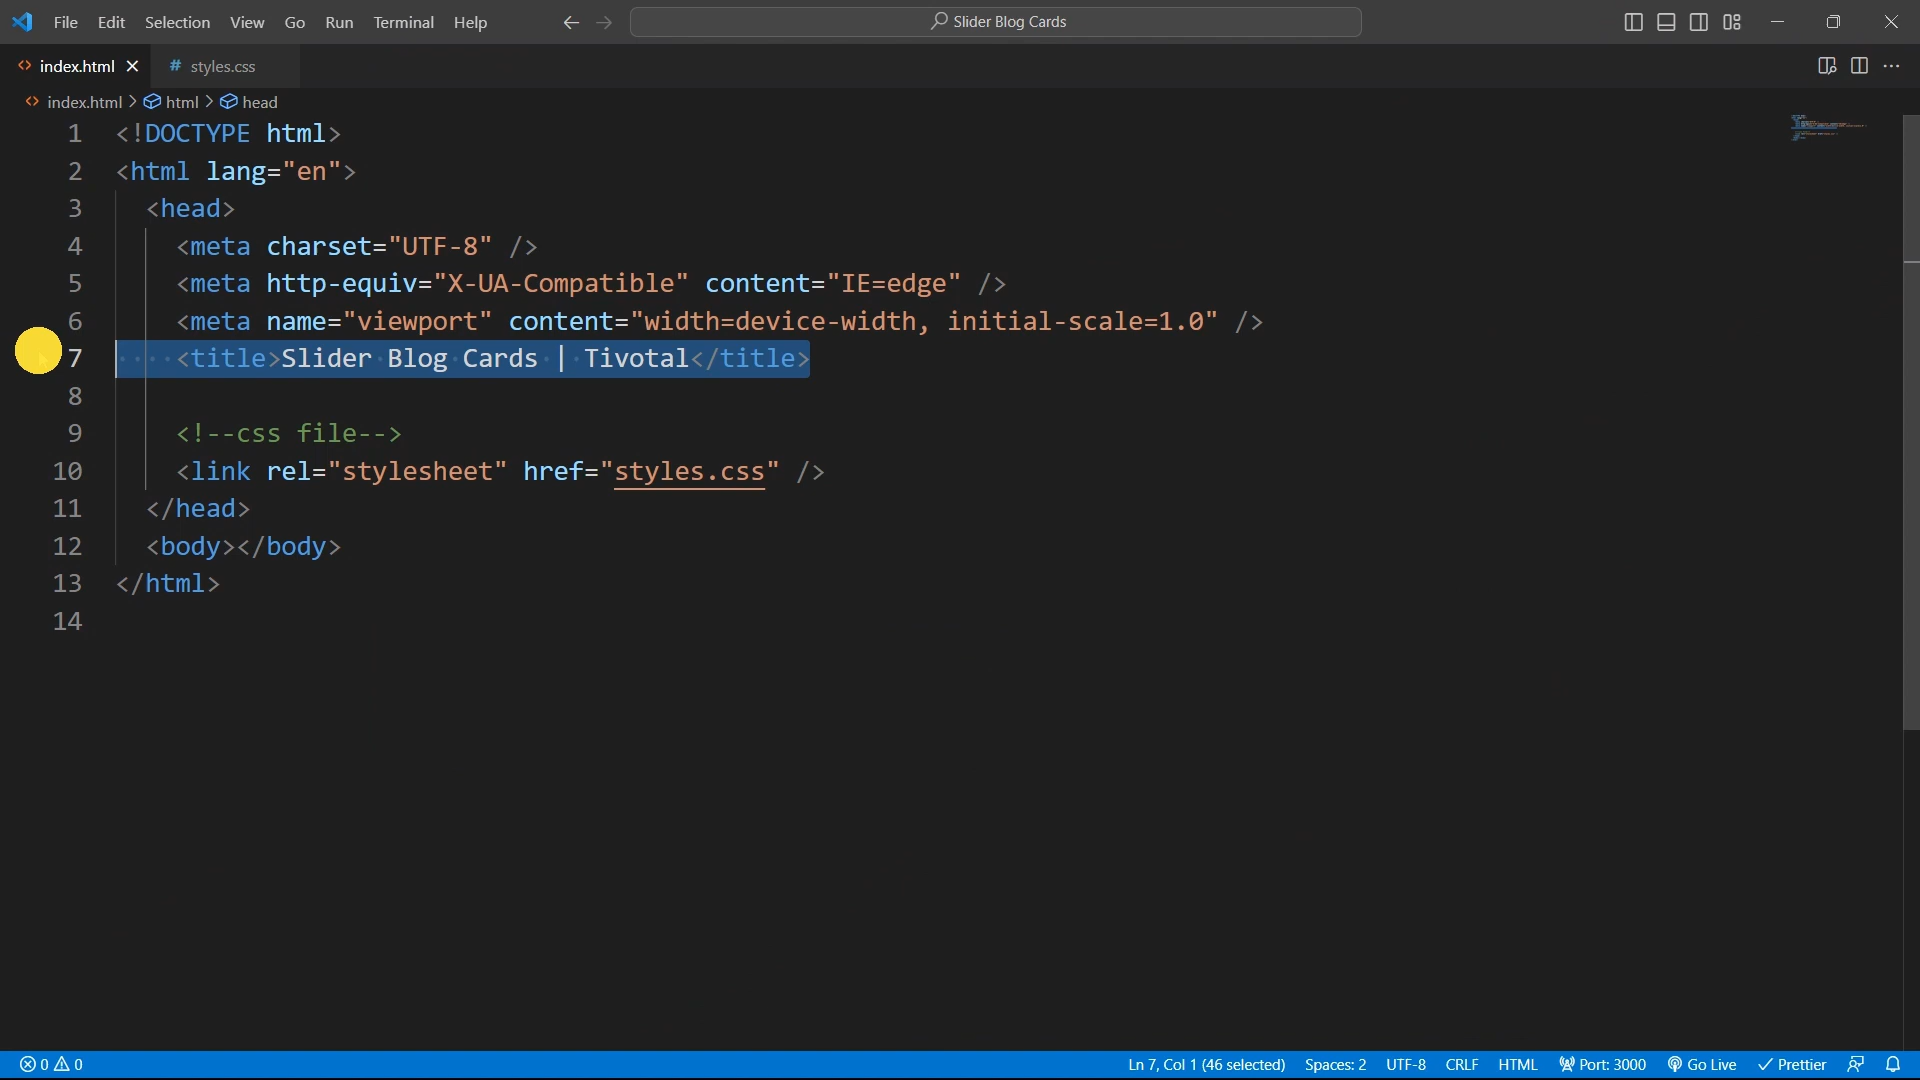 File Edit Selection View Go Run Terminal Help
Slider Blog Cards
index.html
# styles.css
index.html > html > head
1 <!DOCTYPE html>
2 <html lang="en">
3 <head>
4 <meta charset="UTF-8" />
5 <meta http-equiv="X-UA-Compatible" content="IE=edge" />
6 <meta name="viewport" content="width=device-width, initial-scale=1.0" />
7 <title>Slider Blog Cards | Tivotal</title>
8
9 <!--css file-->
10 <link rel="stylesheet" href="styles.css" />
11 </head>
12 <body></body>
13 </html>
14
0 0 Ln 7, Col 1 (46 selected) Spaces: 2 UTF-8 CRLF HTML Port: 3000 Go Live Prettier